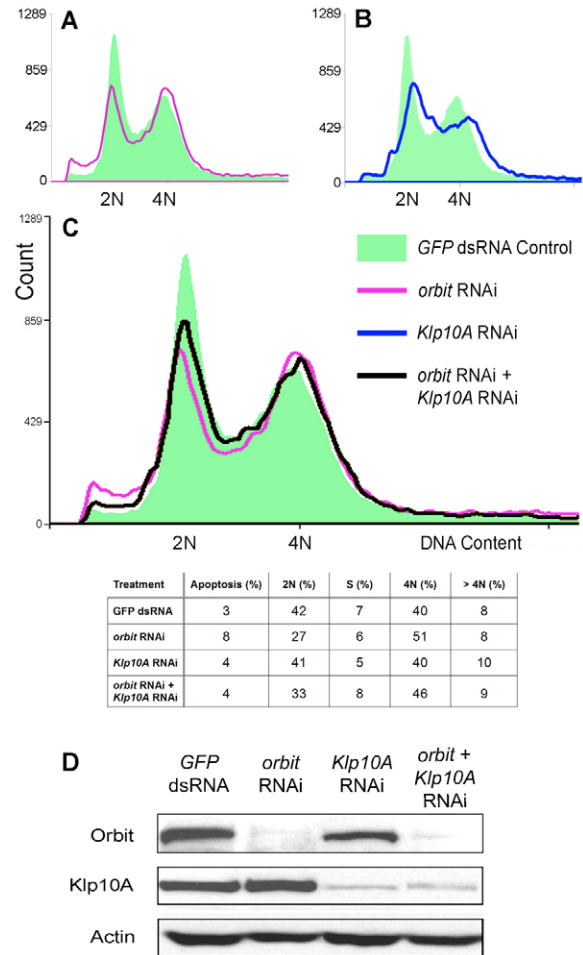 A
1289
859
429
0
2N 4N
B
1289
859
429
0
2N 4N
C
Count
1289
859
429
0
2N 4N DNA Content
GFP dsRNA Control
orbit RNAi
Klp10A RNAi
orbit RNAi +
Klp10A RNAi
Treatment Apoptosis (%) 2N (%) S (%) 4N (%) > 4N (%)
GFP dsRNA 3 42 7 40 8
orbit RNAi 8 27 6 51 8
Klp10A RNAi 4 41 5 40 10
orbit RNAi +
Klp10A RNAi 4 33 8 46 9
D
GFP
dsRNA
orbit
RNAi
Klp10A
RNAi
orbit +
Klp10A
RNAi
Orbit
Klp10A
Actin